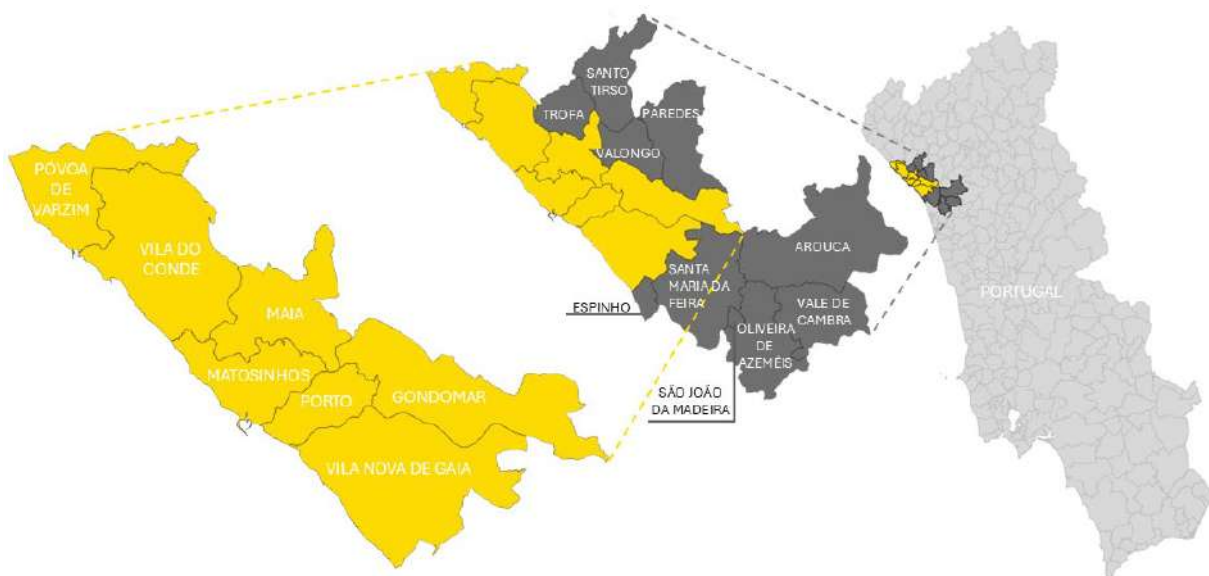 PÓVOA
DE
VARZIM
VILA DO
CONDE
MAIA
MATOSINHOS
PORTO
GONDOMAR
VILA NOVA DE GAIA
SANTO
TIRSO
TROFA
PAREDES
VALONGO
AROUCA
SANTA
MARIA DA
FEIRA
ESPINHO
VALE DE
CAMBRA
OLIVEIRA
DE
AZEMÉIS
SÃO JOÃO
DA MADEIRA
PORTUGAL